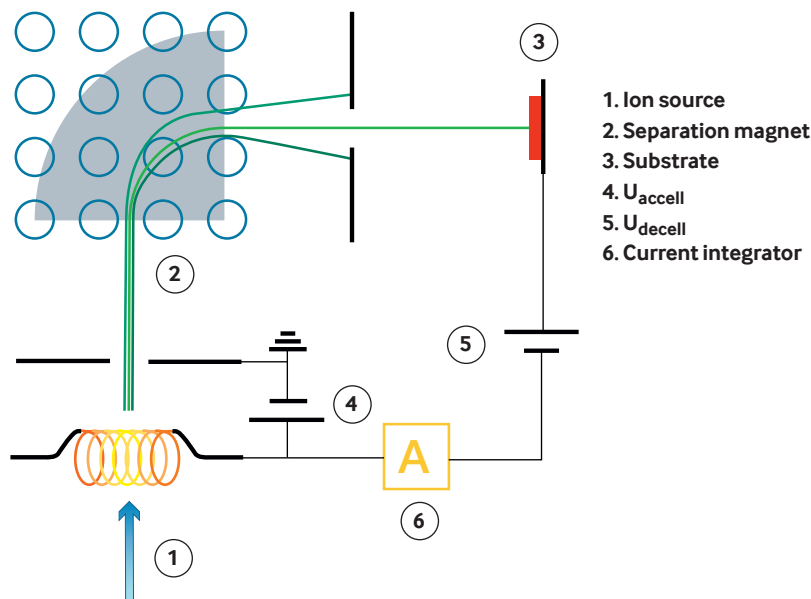 3
1. Ion source
2. Separation magnet
3. Substrate
4. Uaccell
5. Udecell
6. Current integrator
2
5
4
A
6
1